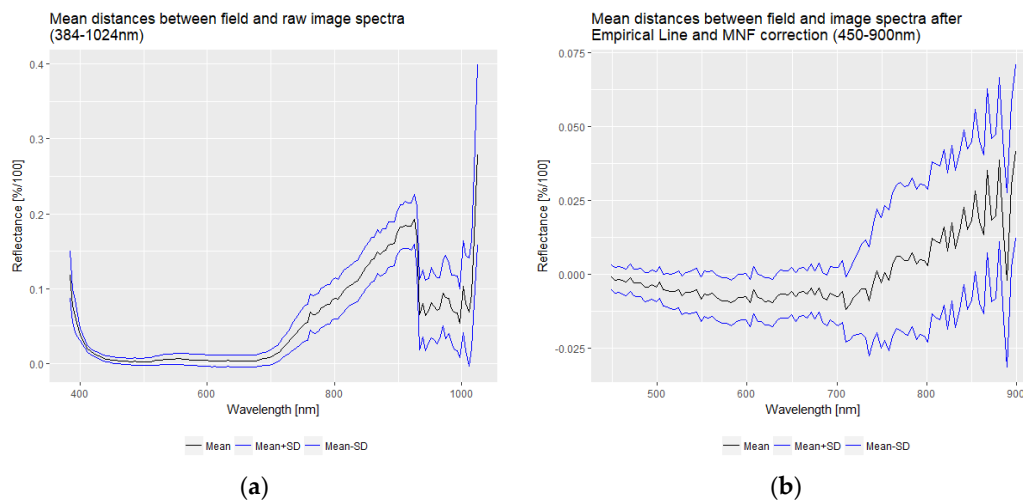 Mean distances between field and raw image spectra
(384-1024nm)
0.4
0.3
0.2
0.1
0.0
Reflectance [%/100]
400
600
800
1000
Wavelength [nm]
Mean Mean+SD Mean-SD
(a)
Mean distances between field and image spectra after
Empirical Line and MNF correction (450-900nm)
0.075
0.050
0.025
0.000
-0.025
Reflectance [%/100]
500
600
700
800
900
Wavelength [nm]
Mean Mean+SD Mean-SD
(b)